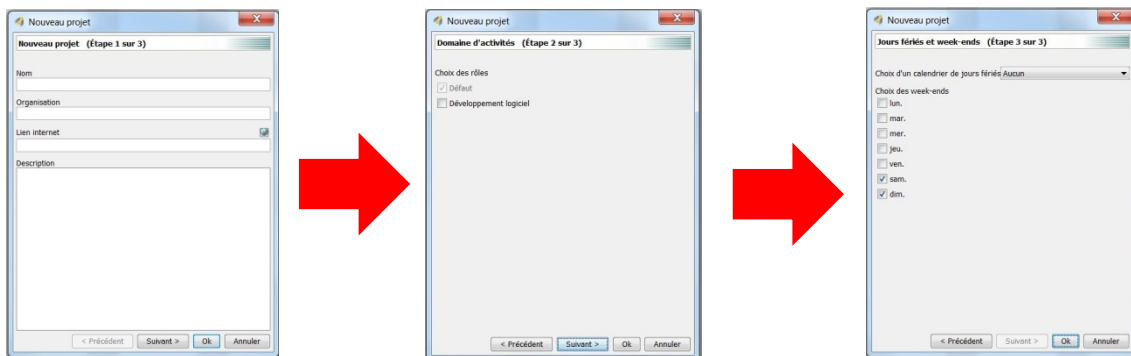 Nouveau projet
Nouveau projet (Étape 1 sur 3)
Nom
Organisation
Lien internet
Description
< Précédent Suivant > Ok Annuler
Nouveau projet
Domaine d'activités (Étape 2 sur 3)
Choix des rôles
Défaut
Développement logiciel
< Précédent Suivant > Ok Annuler
Nouveau projet
Jours fériés et week-ends (Étape 3 sur 3)
Choix d'un calendrier de jours fériés Aucun
Choix des week-ends
lun.
mar.
mer.
jeu.
ven.
sam.
dim.
< Précédent Suivant > Ok Annuler